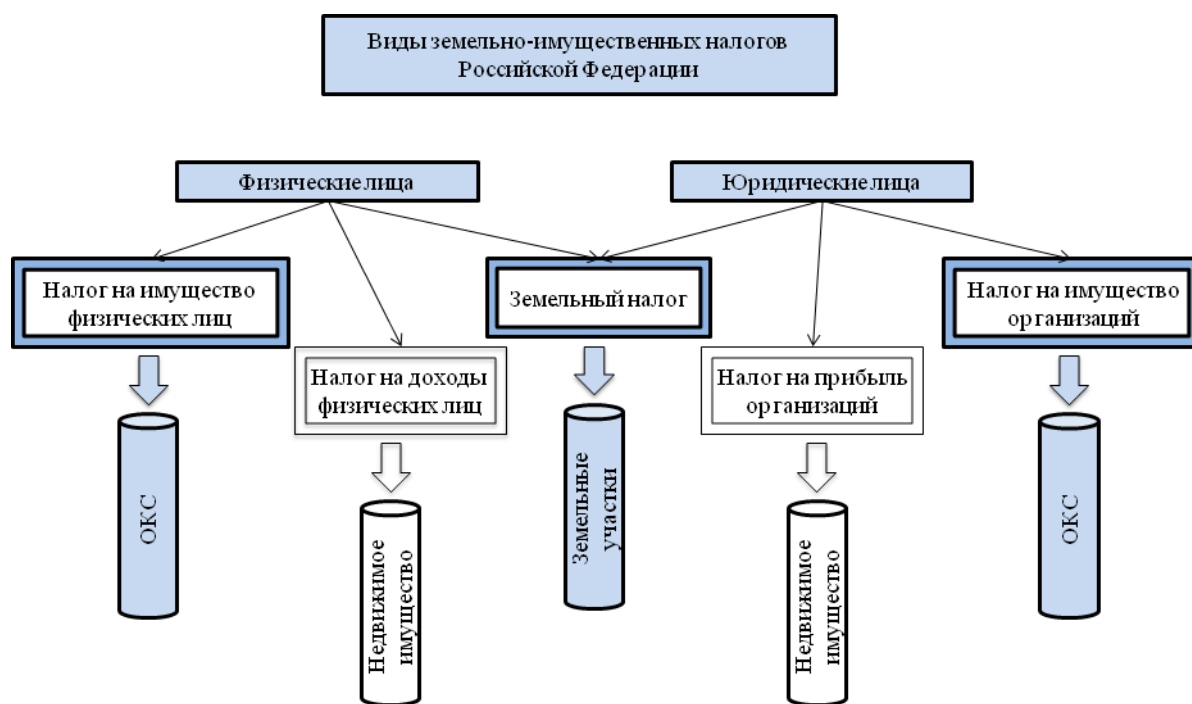 Виды земельно-имущественных налогов
Российской Федерации
Физические лица
Юридические лица
Налог на имущество
физических лиц
Земельный налог
Налог на имущество
организаций
Налог на доходы
физических лиц
Налог на прибыль
организаций
ОКС
Недвижимое
имущество
Земельные
участки
Недвижимое
имущество
ОКС